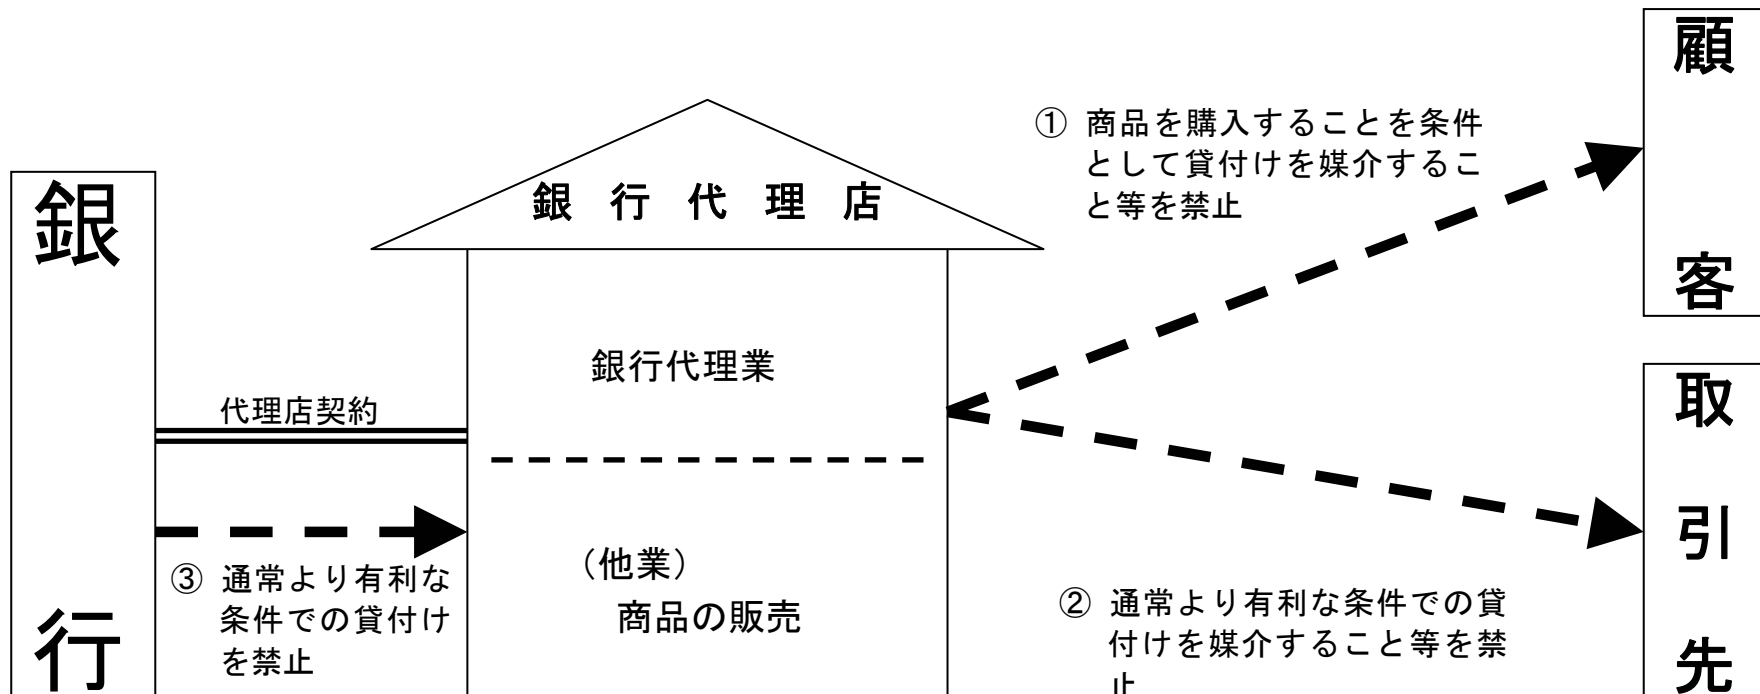 銀行
銀行代理店
銀行代理業
代理店契約
（他業）
商品の販売
③ 通常より有利な
条件での貸付け
を禁止
① 商品を購入することを条件
として貸付けを媒介するこ
と等を禁止
② 通常より有利な条件での貸
付けを媒介すること等を禁
止
顧客
取引先